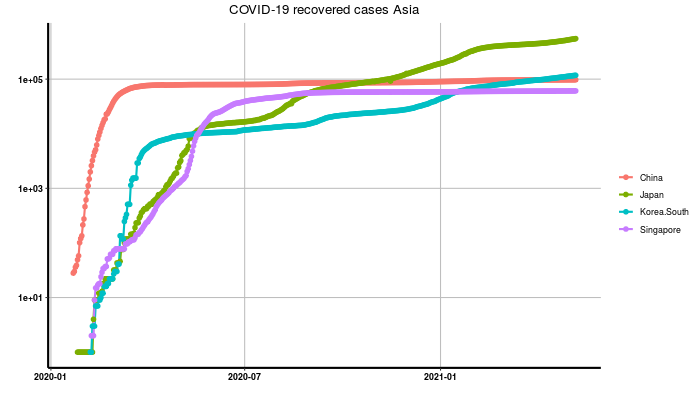 COVID-19 recovered cases Asia
1e+05
1e+03
1e+01
2020-01
2020-07
2021-01
China
Japan
Korea.South
Singapore